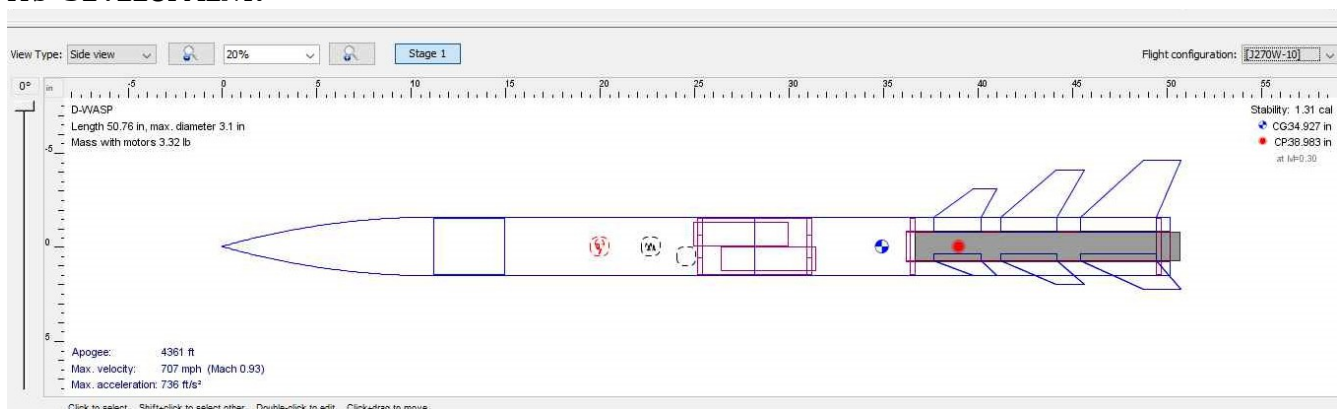 View Type: Side view 20% Stage 1 Flight configuration: [J270W-10]
0° in -5 0 5 10 15 20 25 30 35 40 45 50 55
D-WASP
Length 50.76 in, max. diameter 3.1 in
Mass with motors 3.32 lb
Stability: 1.31 cal
CG:34.927 in
CP:38.983 in
at M=0.30
-5
0
5
Apogee: 4361 ft
Max. velocity: 707 mph (Mach 0.93)
Max. acceleration: 736 ft/s²
Click to select Shift+click to select other Double-click to edit Click+drag to move